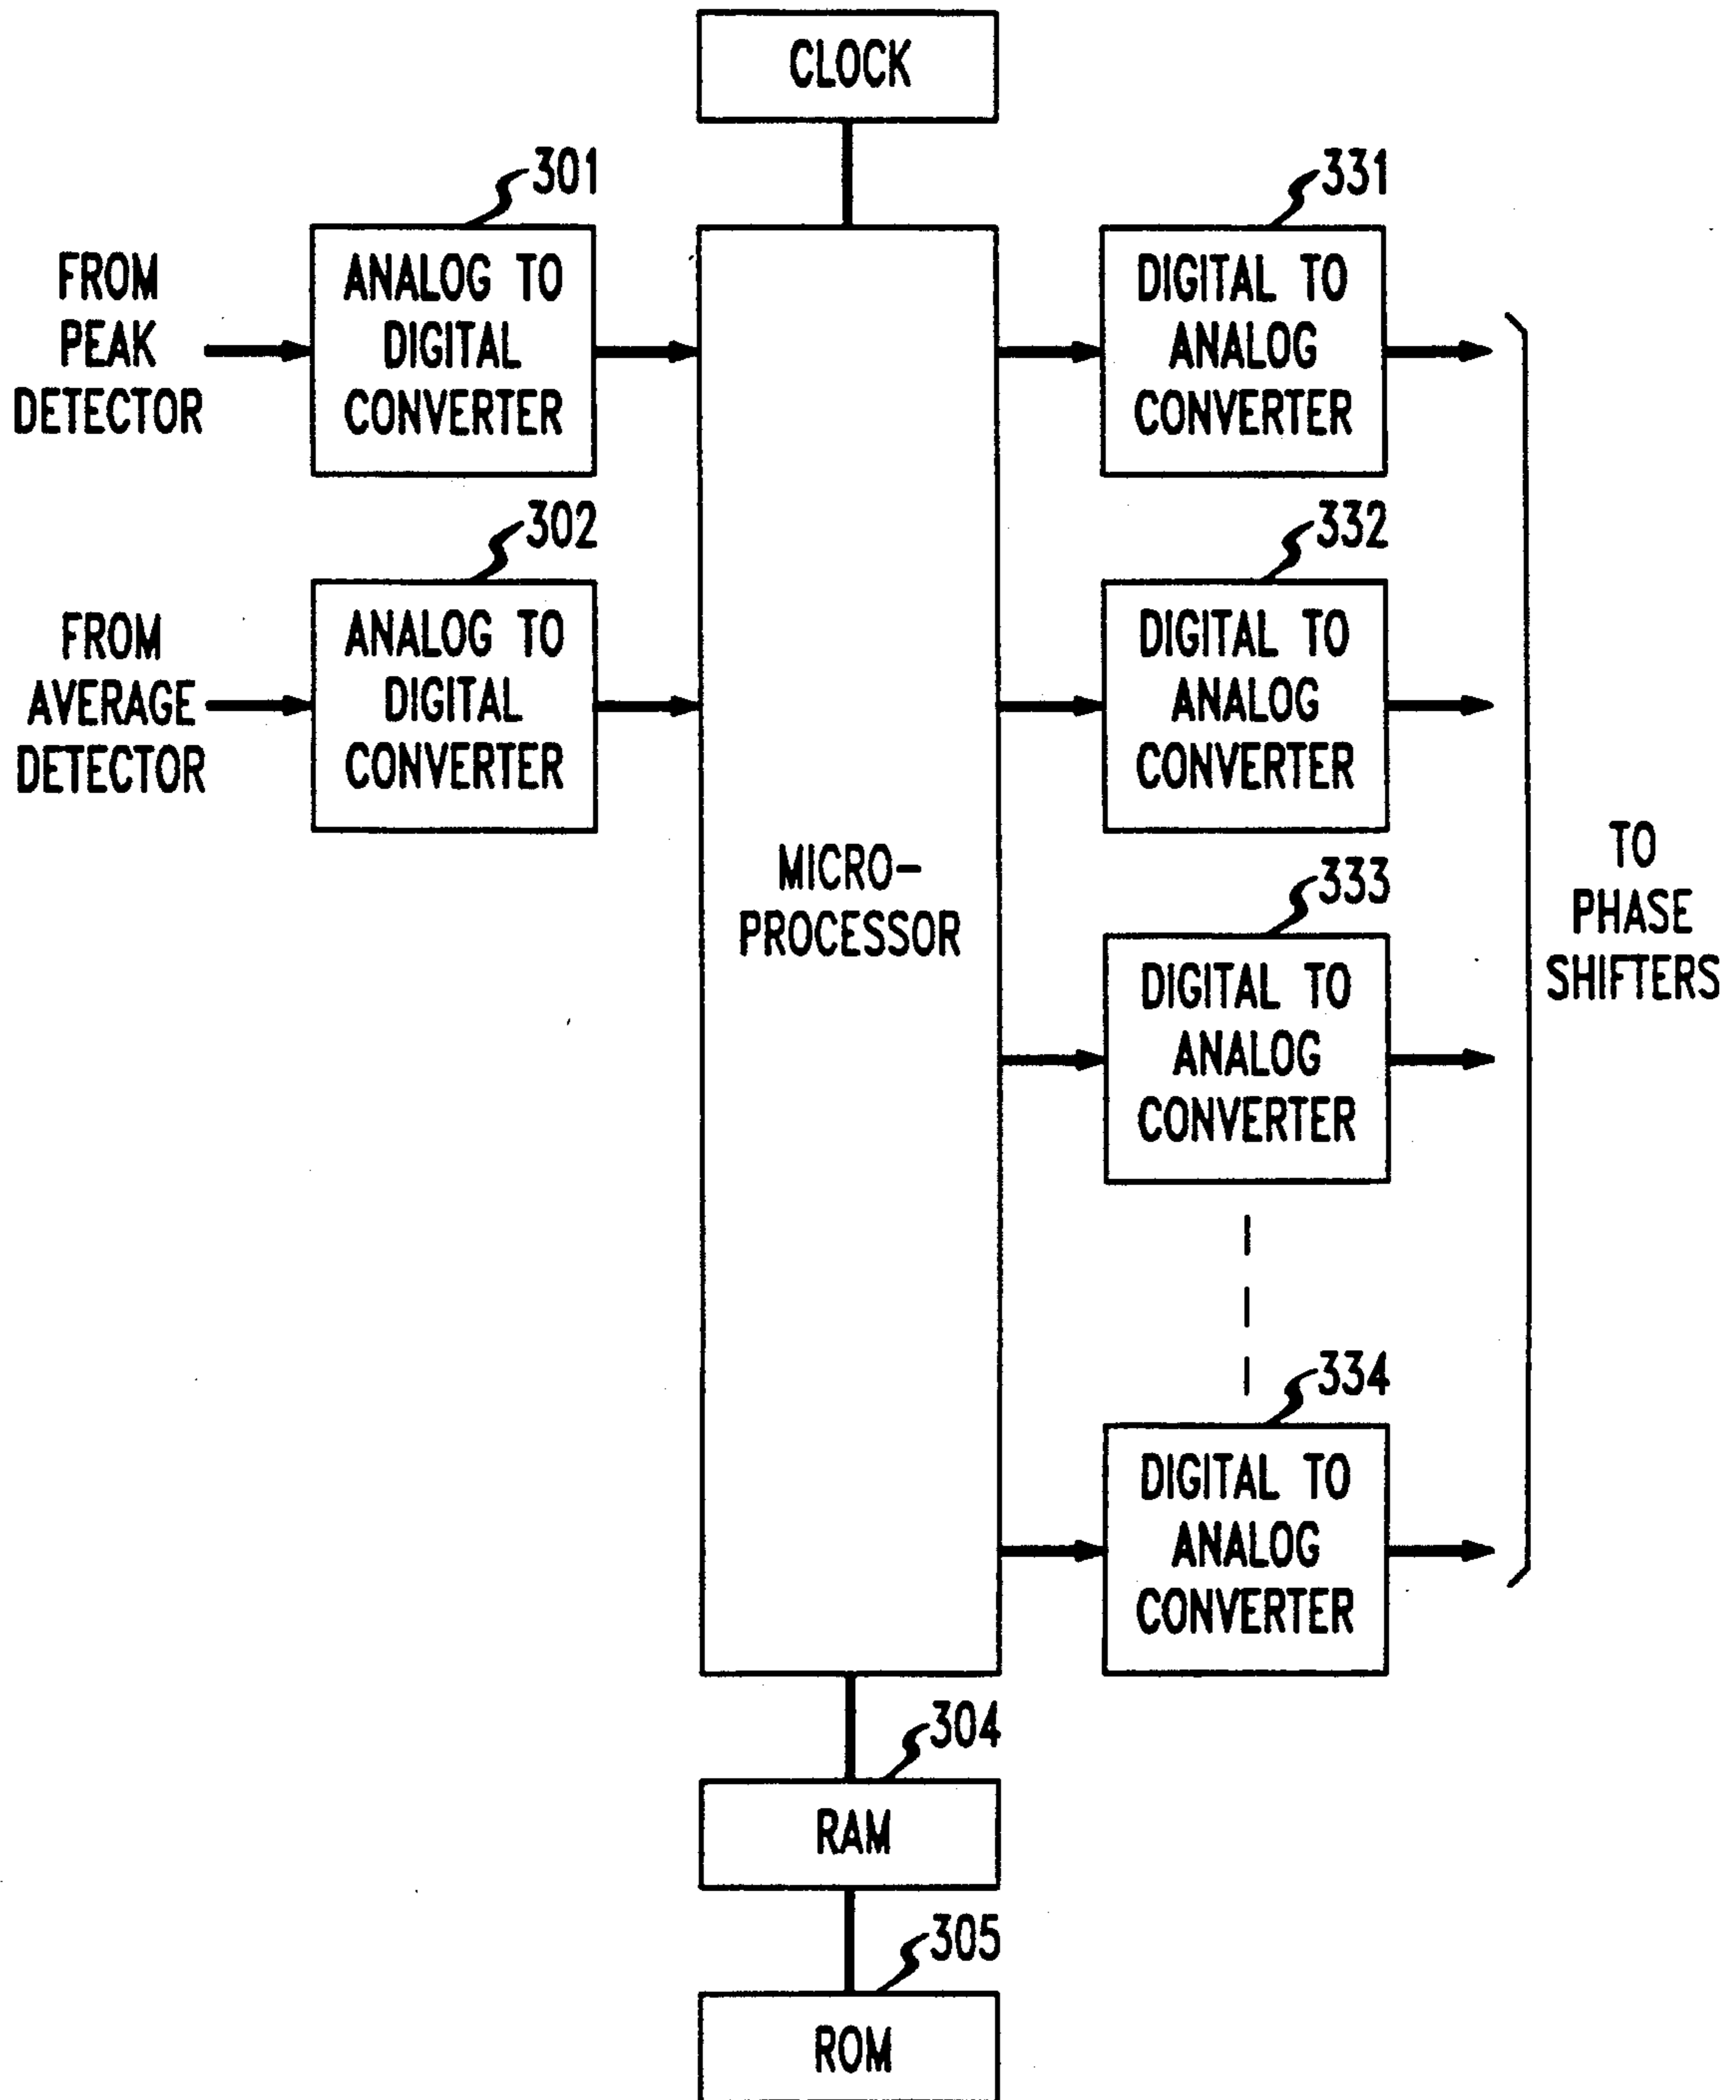 CLOCK
301
331
FROM
PEAK
DETECTOR
ANALOG TO
DIGITAL
CONVERTER
DIGITAL TO
ANALOG
CONVERTER
302
332
FROM
AVERAGE
DETECTOR
ANALOG TO
DIGITAL
CONVERTER
DIGITAL TO
ANALOG
CONVERTER
MICRO-
PROCESSOR
333
DIGITAL TO
ANALOG
CONVERTER
TO
PHASE
SHIFTERS
334
DIGITAL TO
ANALOG
CONVERTER
304
RAM
305
ROM